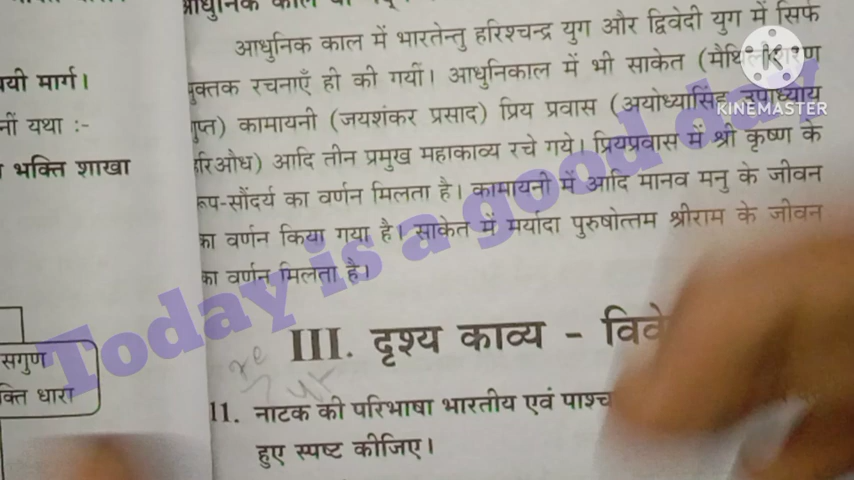 आधुनिक काल
यी मार्ग।
नीं यथा :-
भक्ति शाखा
सगुण
क्ति धारा
आधुनिक काल में भारतेन्तु हरिश्चन्द्र युग और द्विवेदी युग में सिर्फ
मुक्तक रचनाएँ ही की गयीं। आधुनिकाल में भी साकेत (मैथिलीशरण
गुप्त) कामायनी (जयशंकर प्रसाद) प्रिय प्रवास (अयोध्यासिंह उपाध्याय
हरिऔध) आदि तीन प्रमुख महाकाव्य रचे गये। प्रियप्रवास में श्री कृष्ण के
रूप-सौंदर्य का वर्णन मिलता है। कामायनी में आदि मानव मनु के जीवन
का वर्णन किया गया है। साकेत में मर्यादा पुरुषोत्तम श्रीराम के जीवन
का वर्णन मिलता है।
III. दृश्य काव्य -
11. नाटक की परिभाषा भारतीय एवं
हुए स्पष्ट कीजिए।
KINEMASTER
Today is a good day